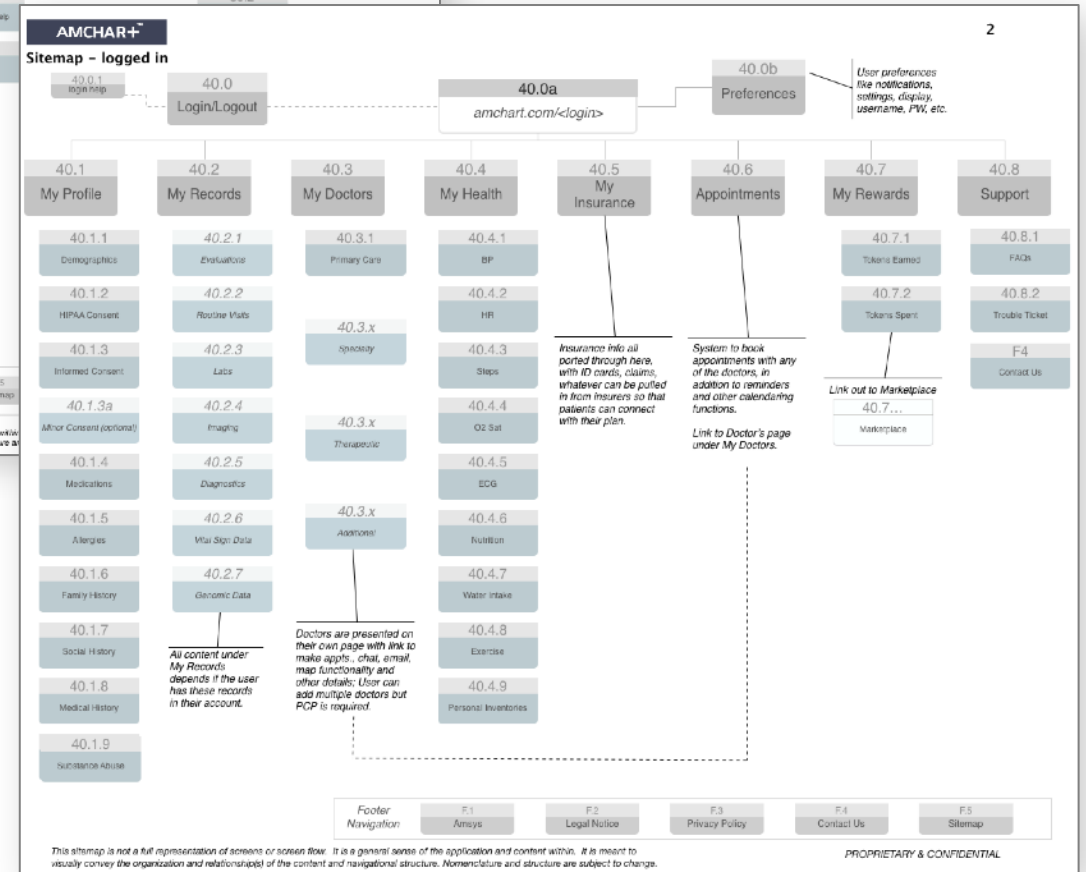 AMCHAR+™
2
Sitemap – logged in
40.0.1
login help
40.0
Login/Logout
40.0a
amchart.com/<login>
40.0b
Preferences
User preferences
like notifications,
settings, display,
username, PW, etc.
40.1
My Profile
40.2
My Records
40.3
My Doctors
40.4
My Health
40.5
My
Insurance
40.6
Appointments
40.7
My Rewards
40.8
Support
40.1.1
Demographics
40.1.2
HIPAA Consent
40.1.3
Informed Consent
40.1.3a
Minor Consent (optional)
40.1.4
Medications
40.1.5
Allergies
40.1.6
Family History
40.1.7
Social History
40.1.8
Medical History
40.1.9
Substance Abuse
40.2.1
Evaluations
40.2.2
Routine Visits
40.2.3
Labs
40.2.4
Imaging
40.2.5
Diagnostics
40.2.6
Vital Sign Data
40.2.7
Genomic Data
All content under
My Records
depends if the user
has these records
in their account.
40.3.1
Primary Care
40.3.x
Specialty
40.3.x
Therapeutic
40.3.x
Additional
Doctors are presented on
their own page with link to
make appts., chat, email,
map functionality and
other details; User can
add multiple doctors but
PCP is required.
40.4.1
BP
40.4.2
HR
40.4.3
Steps
40.4.4
O2 Sat
40.4.5
ECG
40.4.6
Nutrition
40.4.7
Water Intake
40.4.8
Exercise
40.4.9
Personal Inventories
Insurance info all
ported through here,
with ID cards, claims,
whatever can be pulled
in from insurers so that
patients can connect
with their plan.
System to book
appointments with any
of the doctors, in
addition to reminders
and other calendaring
functions.
Link to Doctor's page
under My Doctors.
40.7.1
Tokens Earned
40.7.2
Tokens Spent
Link out to Marketplace
40.7...
Marketplace
40.8.1
FAQs
40.8.2
Trouble Ticket
F4
Contact Us
Footer
Navigation
F.1
Amsys
F.2
Legal Notice
F.3
Privacy Policy
F.4
Contact Us
F.5
Sitemap
This sitemap is not a full representation of screens or screen flow. It is a general sense of the application and content within. It is meant to
visually convey the organization and relationship(s) of the content and navigational structure. Nomenclature and structure are subject to change.
PROPRIETARY & CONFIDENTIAL